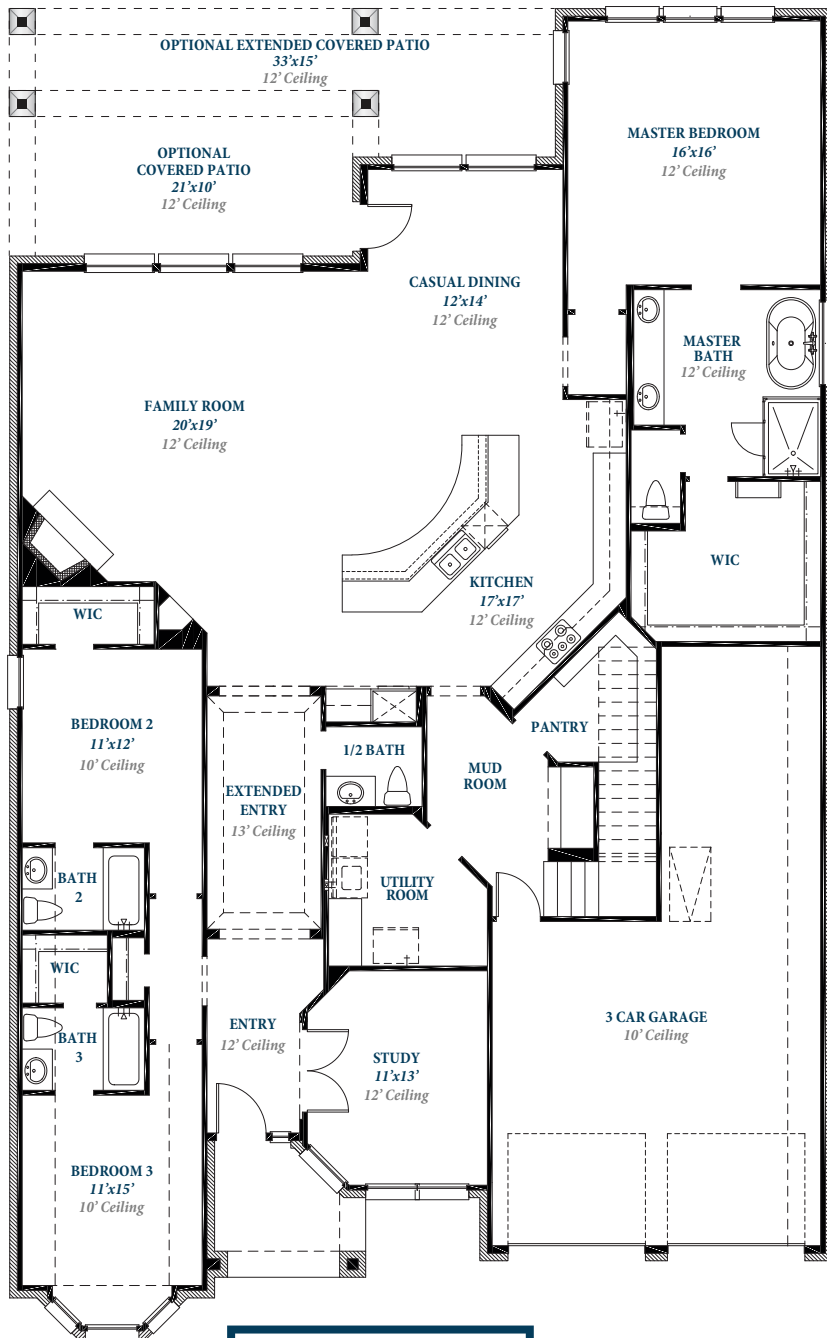 OPTIONAL EXTENDED COVERED PATIO
33'x15'
12' Ceiling
OPTIONAL
COVERED PATIO
21'x10'
12' Ceiling
MASTER BEDROOM
16'x16'
12' Ceiling
CASUAL DINING
12'x14'
12' Ceiling
MASTER
BATH
12' Ceiling
FAMILY ROOM
20'x19'
12' Ceiling
WIC
KITCHEN
17'x17'
12' Ceiling
WIC
BEDROOM 2
11'x12'
10' Ceiling
PANTRY
1/2 BATH
MUD
ROOM
EXTENDED
ENTRY
13' Ceiling
UTILITY
ROOM
BATH
2
WIC
ENTRY
12' Ceiling
3 CAR GARAGE
10' Ceiling
BATH
3
STUDY
11'x13'
12' Ceiling
BEDROOM 3
11'x15'
10' Ceiling